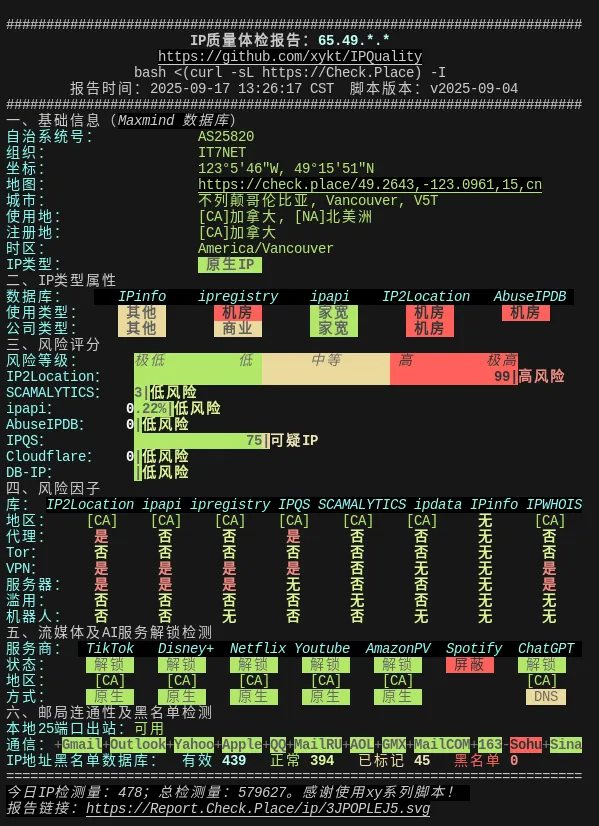 ########################################################################
IP质量体检报告：65.49.*.*
https://github.com/xykt/IPQuality
bash <(curl -sL https://Check.Place) -I
报告时间：2025-09-17 13:26:17 CST 脚本版本：v2025-09-04
########################################################################
一、基础信息（Maxmind 数据库）
自治系统号： AS25820
组织： IT7NET
坐标： 123°5′46″W, 49°15′51″N
地图： https://check.place/49.2643,-123.0961,15,cn
城市： 不列颠哥伦比亚, Vancouver, V5T
使用地： [CA]加拿大, [NA]北美洲
注册地： [CA]加拿大
时区： America/Vancouver
IP类型： 原生IP
二、IP类型属性
数据库： IPinfo ipregistry ipapi IP2Location AbuseIPDB
使用类型： 其他 机房 家宽 机房 机房
公司类型： 其他 商业 家宽 机房
三、风险评分
风险等级： 极低 低 中等 高 极高
IP2Location： 99|高风险
SCAMALYTICS： 3|低风险
ipapi： 0.22%|低风险
AbuseIPDB： 0|低风险
IPQS： 75|可疑IP
Cloudflare： 0|低风险
DB-IP： |低风险
四、风险因子
库： IP2Location ipapi ipregistry IPQS SCAMALYTICS ipdata IPinfo IPWHOIS
地区： [CA] [CA] [CA] [CA] [CA] [CA] 无 [CA]
代理： 是 否 否 是 否 否 否 否
Tor： 否 否 否 否 否 否 否 否
VPN： 是 否 是 是 否 无 否 是
服务器： 是 是 是 无 否 否 否 是
滥用： 否 否 否 否 无 否 无 无
机器人： 否 否 无 否 否 无 无 无
五、流媒体及AI服务解锁检测
服务商： TikTok Disney+ Netflix Youtube AmazonPV Spotify ChatGPT
状态： 解锁 解锁 解锁 解锁 解锁 屏蔽 解锁
地区： [CA] [CA] [CA] [CA] [CA] [CA]
方式： 原生 原生 原生 原生 原生 DNS
六、邮局连通性及黑名单检测
本地25端口出站：可用
通信：+Gmail+Outlook+Yahoo+Apple+QQ+MailRU+AOL+GMX+MailCOM+163-Sohu+Sina
IP地址黑名单数据库： 有效 439 正常 394 已标记 45 黑名单 0
========================================================================
今日IP检测量：478；总检测量：579627。感谢使用xy系列脚本！
报告链接：https://Report.Check.Place/ip/3JPOPLEJ5.svg